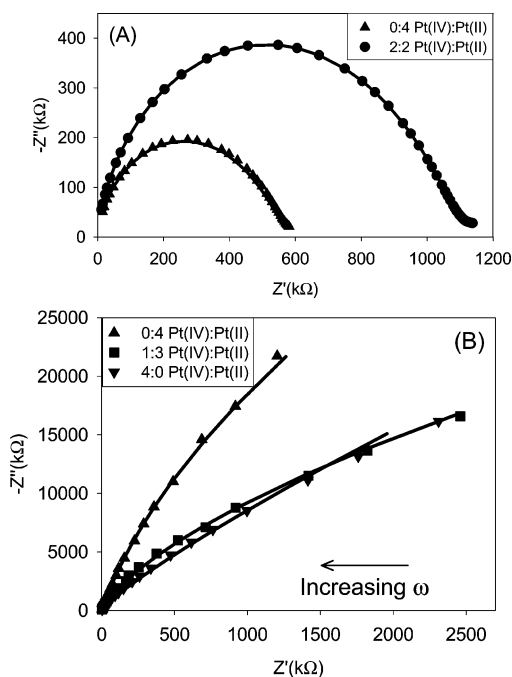 (A)
0:4 Pt(IV):Pt(II)
2:2 Pt(IV):Pt(II)
400
300
200
100
0
-Z''(kΩ)
0 200 400 600 800 1000 1200
Z'(kΩ)
(B)
0:4 Pt(IV):Pt(II)
1:3 Pt(IV):Pt(II)
4:0 Pt(IV):Pt(II)
25000
20000
15000
10000
5000
0
-Z''(kΩ)
Increasing ω
0 500 1000 1500 2000 2500
Z'(kΩ)